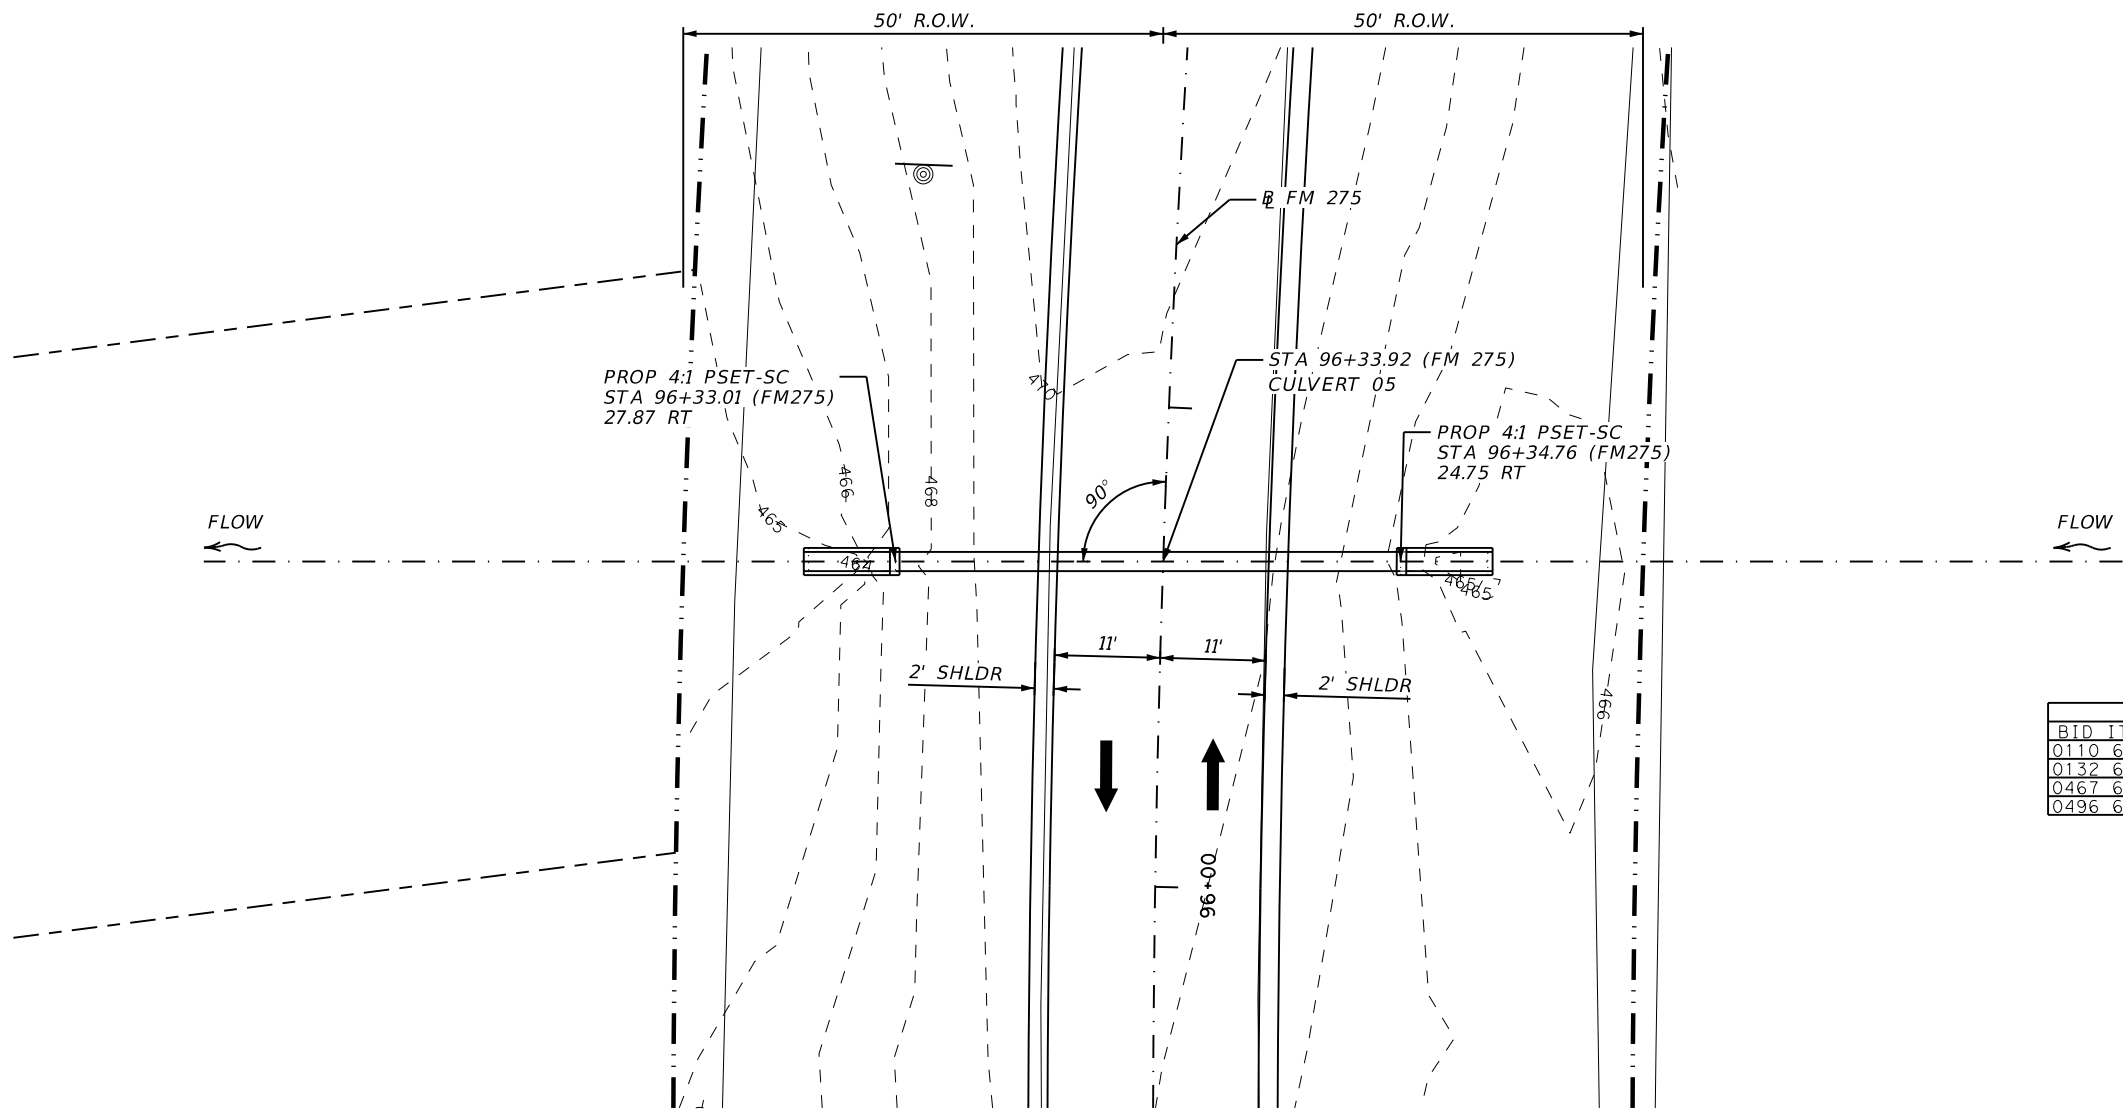 50' R.O.W.
50' R.O.W.
B FM 275
STA 96+33.92 (FM 275)
CULVERT 05
PROP 4:1 PSET-SC
STA 96+33.01 (FM275)
27.87 RT
470
PROP 4:1 PSET-SC
STA 96+34.76 (FM275)
24.75 RT
466
468
90°
465
FLOW
FLOW
464
465
465
11'
11'
2' SHLDR
2' SHLDR
466
BID
0110 6
0132 6
0467 6
0496 6
96+00